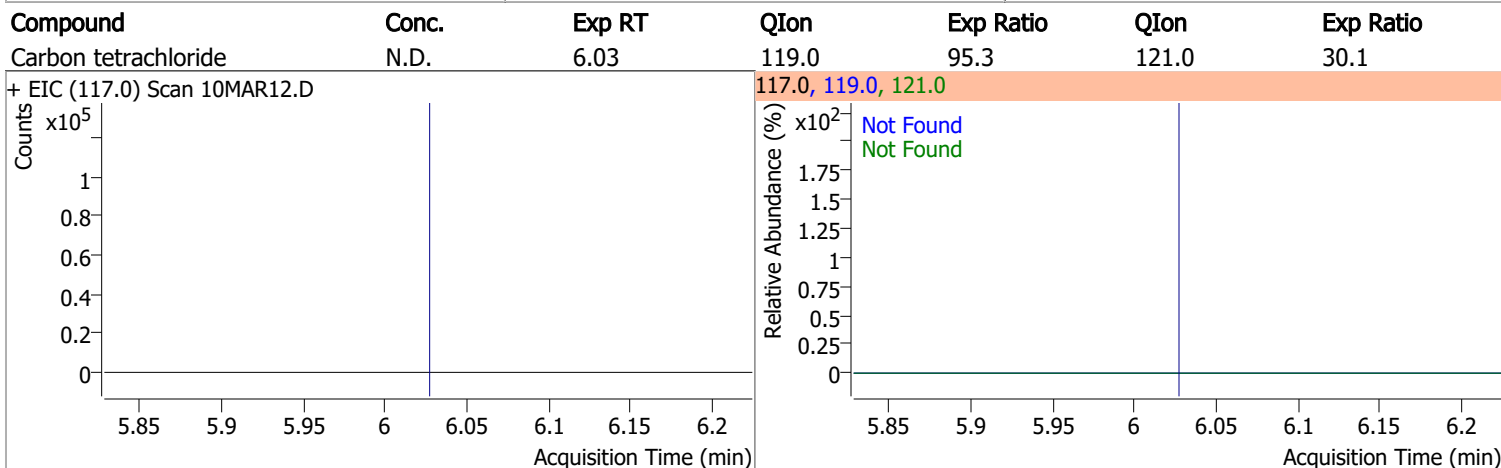 Compound Conc. Exp RT QIon Exp Ratio QIon Exp Ratio
Carbon tetrachloride N.D. 6.03 119.0 95.3 121.0 30.1
+ EIC (117.0) Scan 10MAR12.D
Counts
x10^5
1
0.8
0.6
0.4
0.2
0
5.85 5.9 5.95 6 6.05 6.1 6.15 6.2
Acquisition Time (min)
117.0, 119.0, 121.0
Relative Abundance (%)
x10^2
Not Found
Not Found
1.75
1.5
1.25
1
0.75
0.5
0.25
0
5.85 5.9 5.95 6 6.05 6.1 6.15 6.2
Acquisition Time (min)